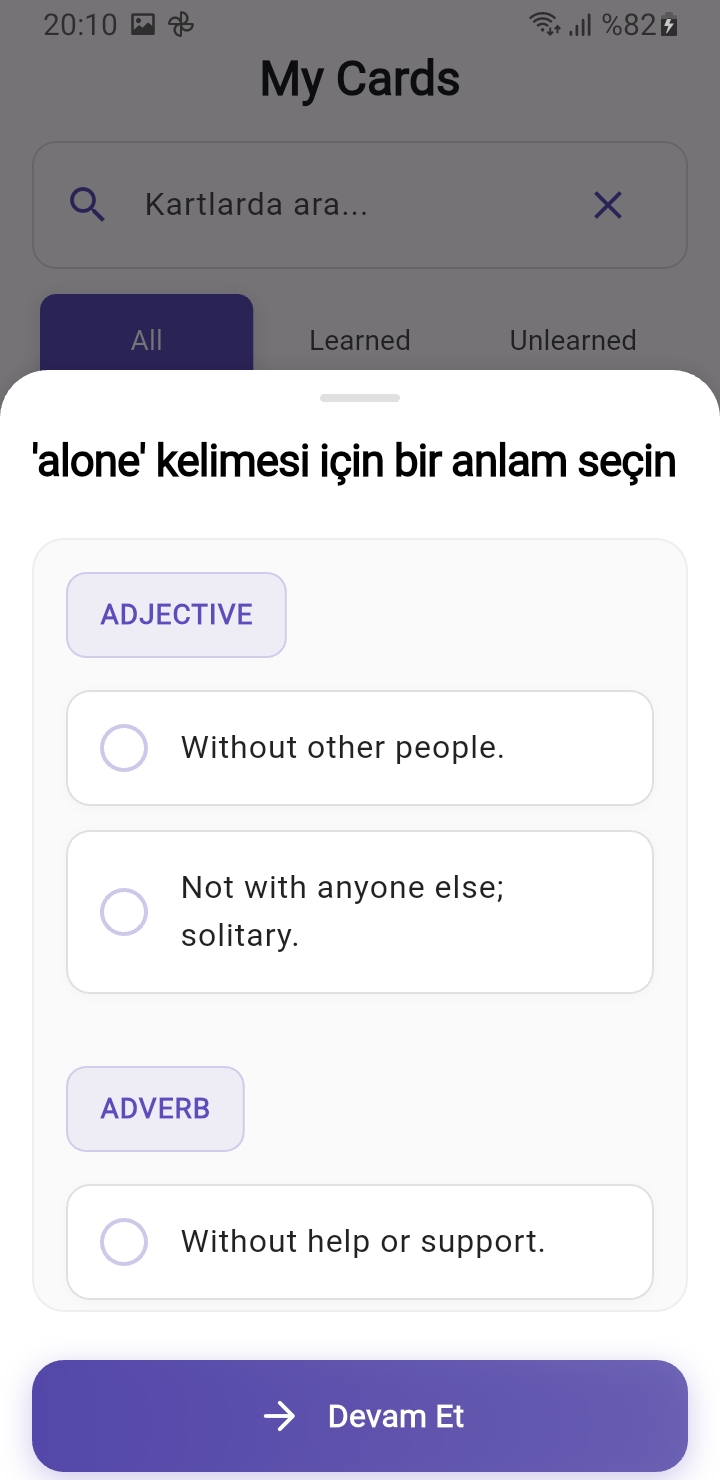 20:10 %82
My Cards
Kartlarda ara...
All Learned Unlearned
'alone' kelimesi için bir anlam seçin
ADJECTIVE
Without other people.
Not with anyone else;
solitary.
ADVERB
Without help or support.
Devam Et